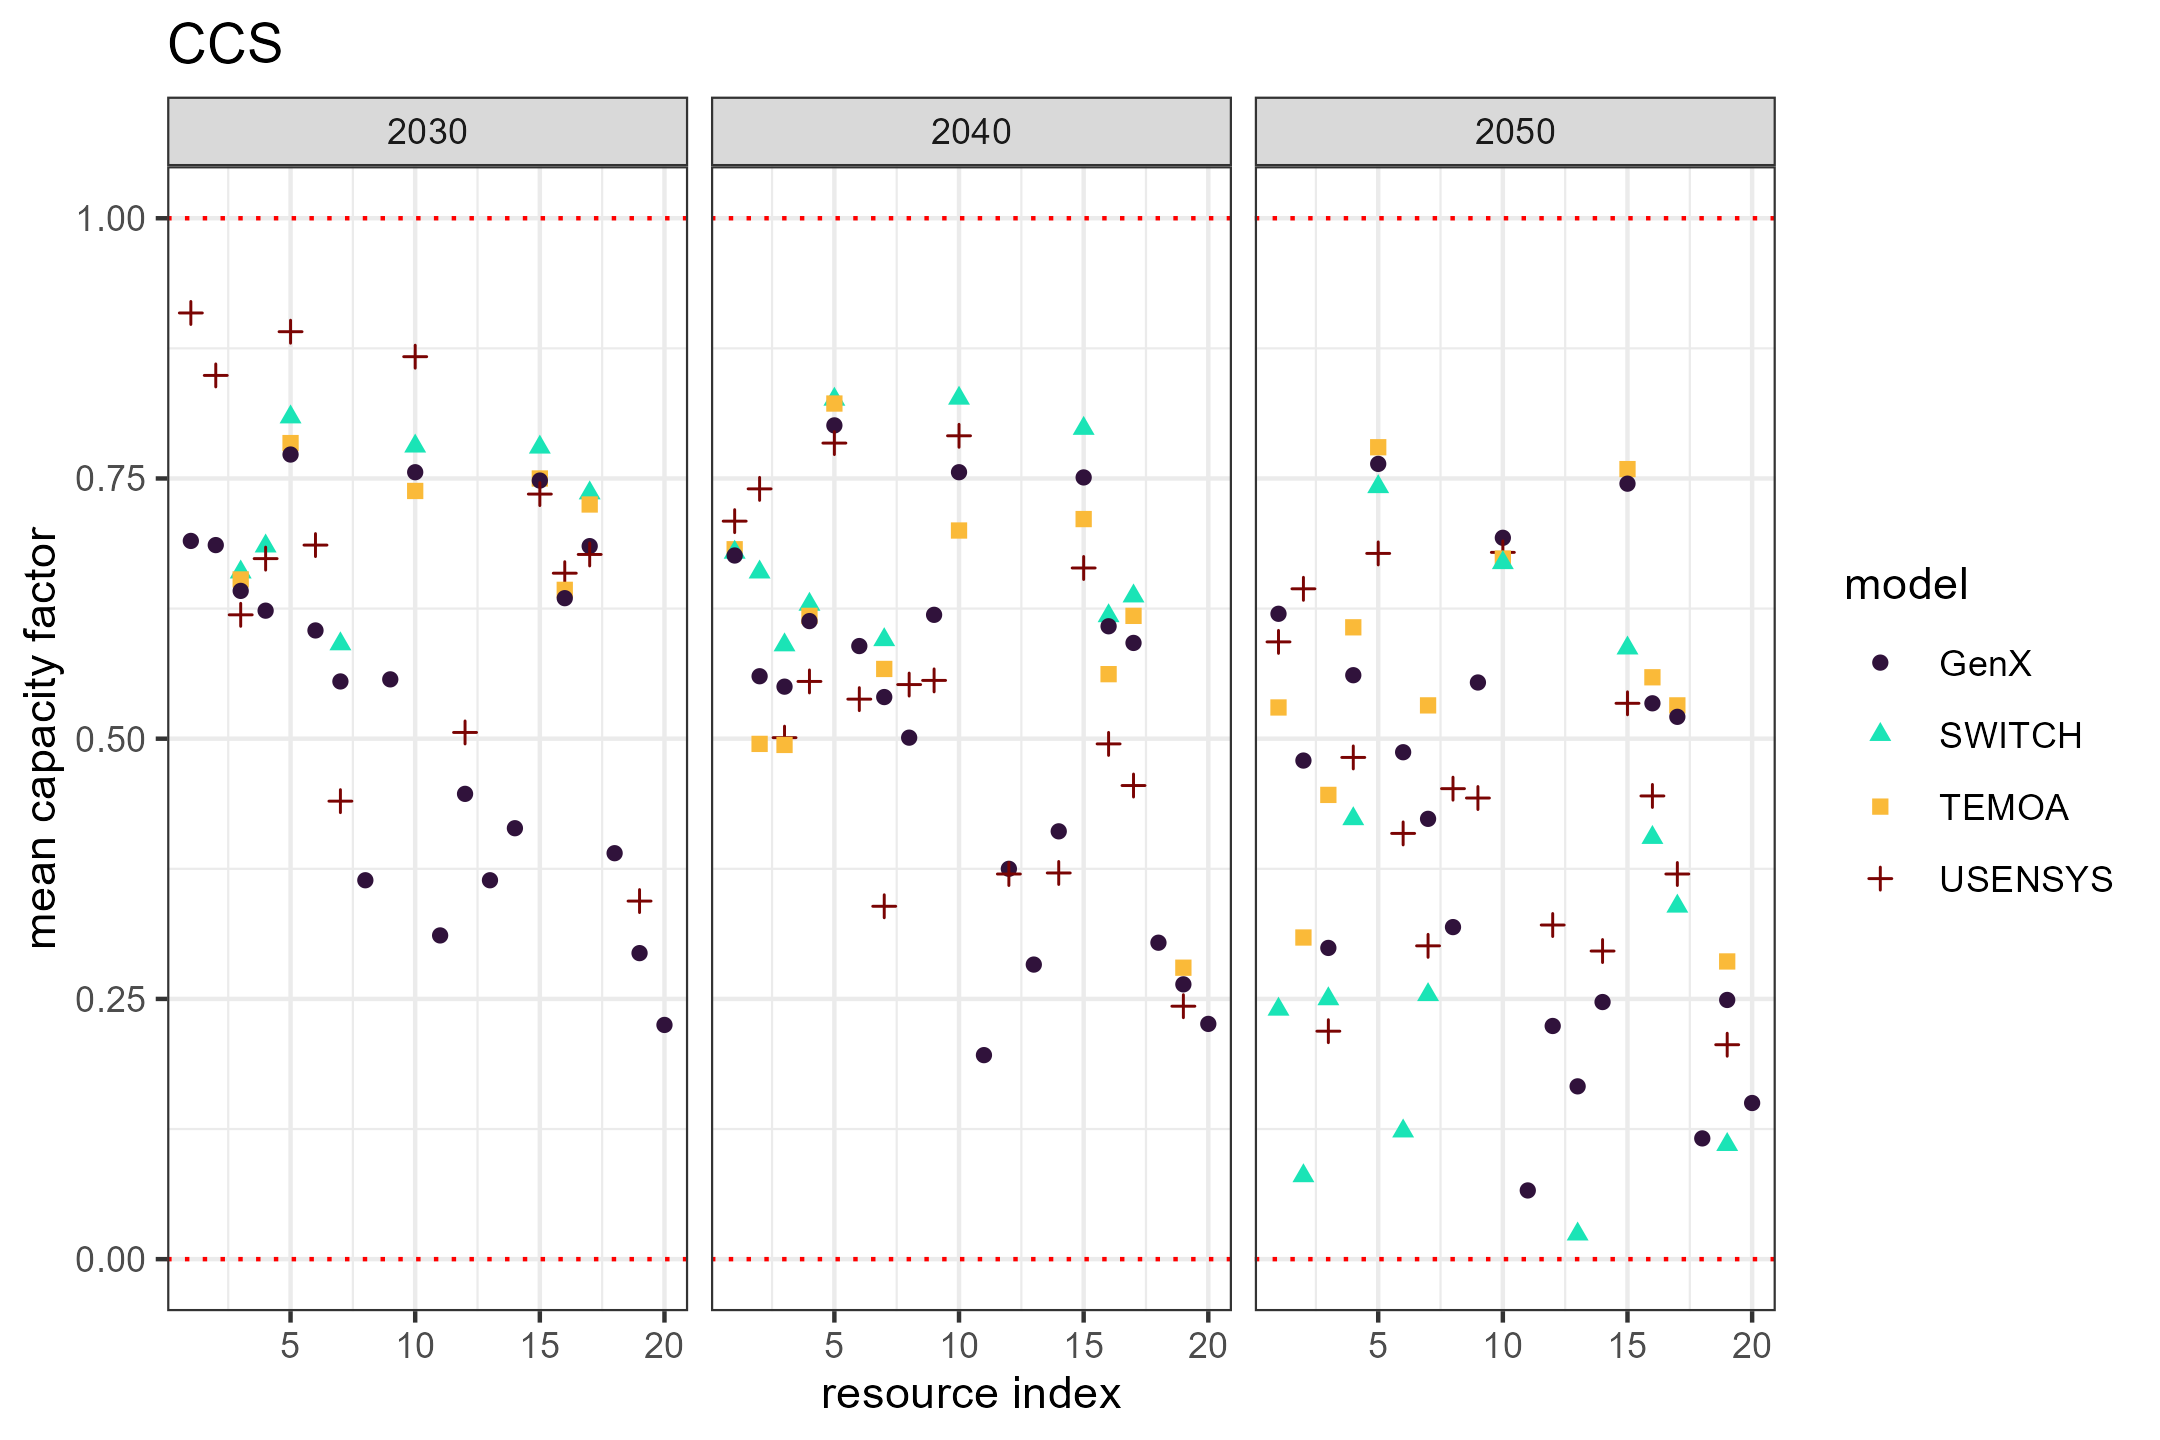 CCS
2030 2040 2050
1.00
0.75
0.50
0.25
0.00
mean capacity factor
5 10 15 20 5 10 15 20 5 10 15 20
resource index
model
GenX
SWITCH
TEMOA
USENSYS